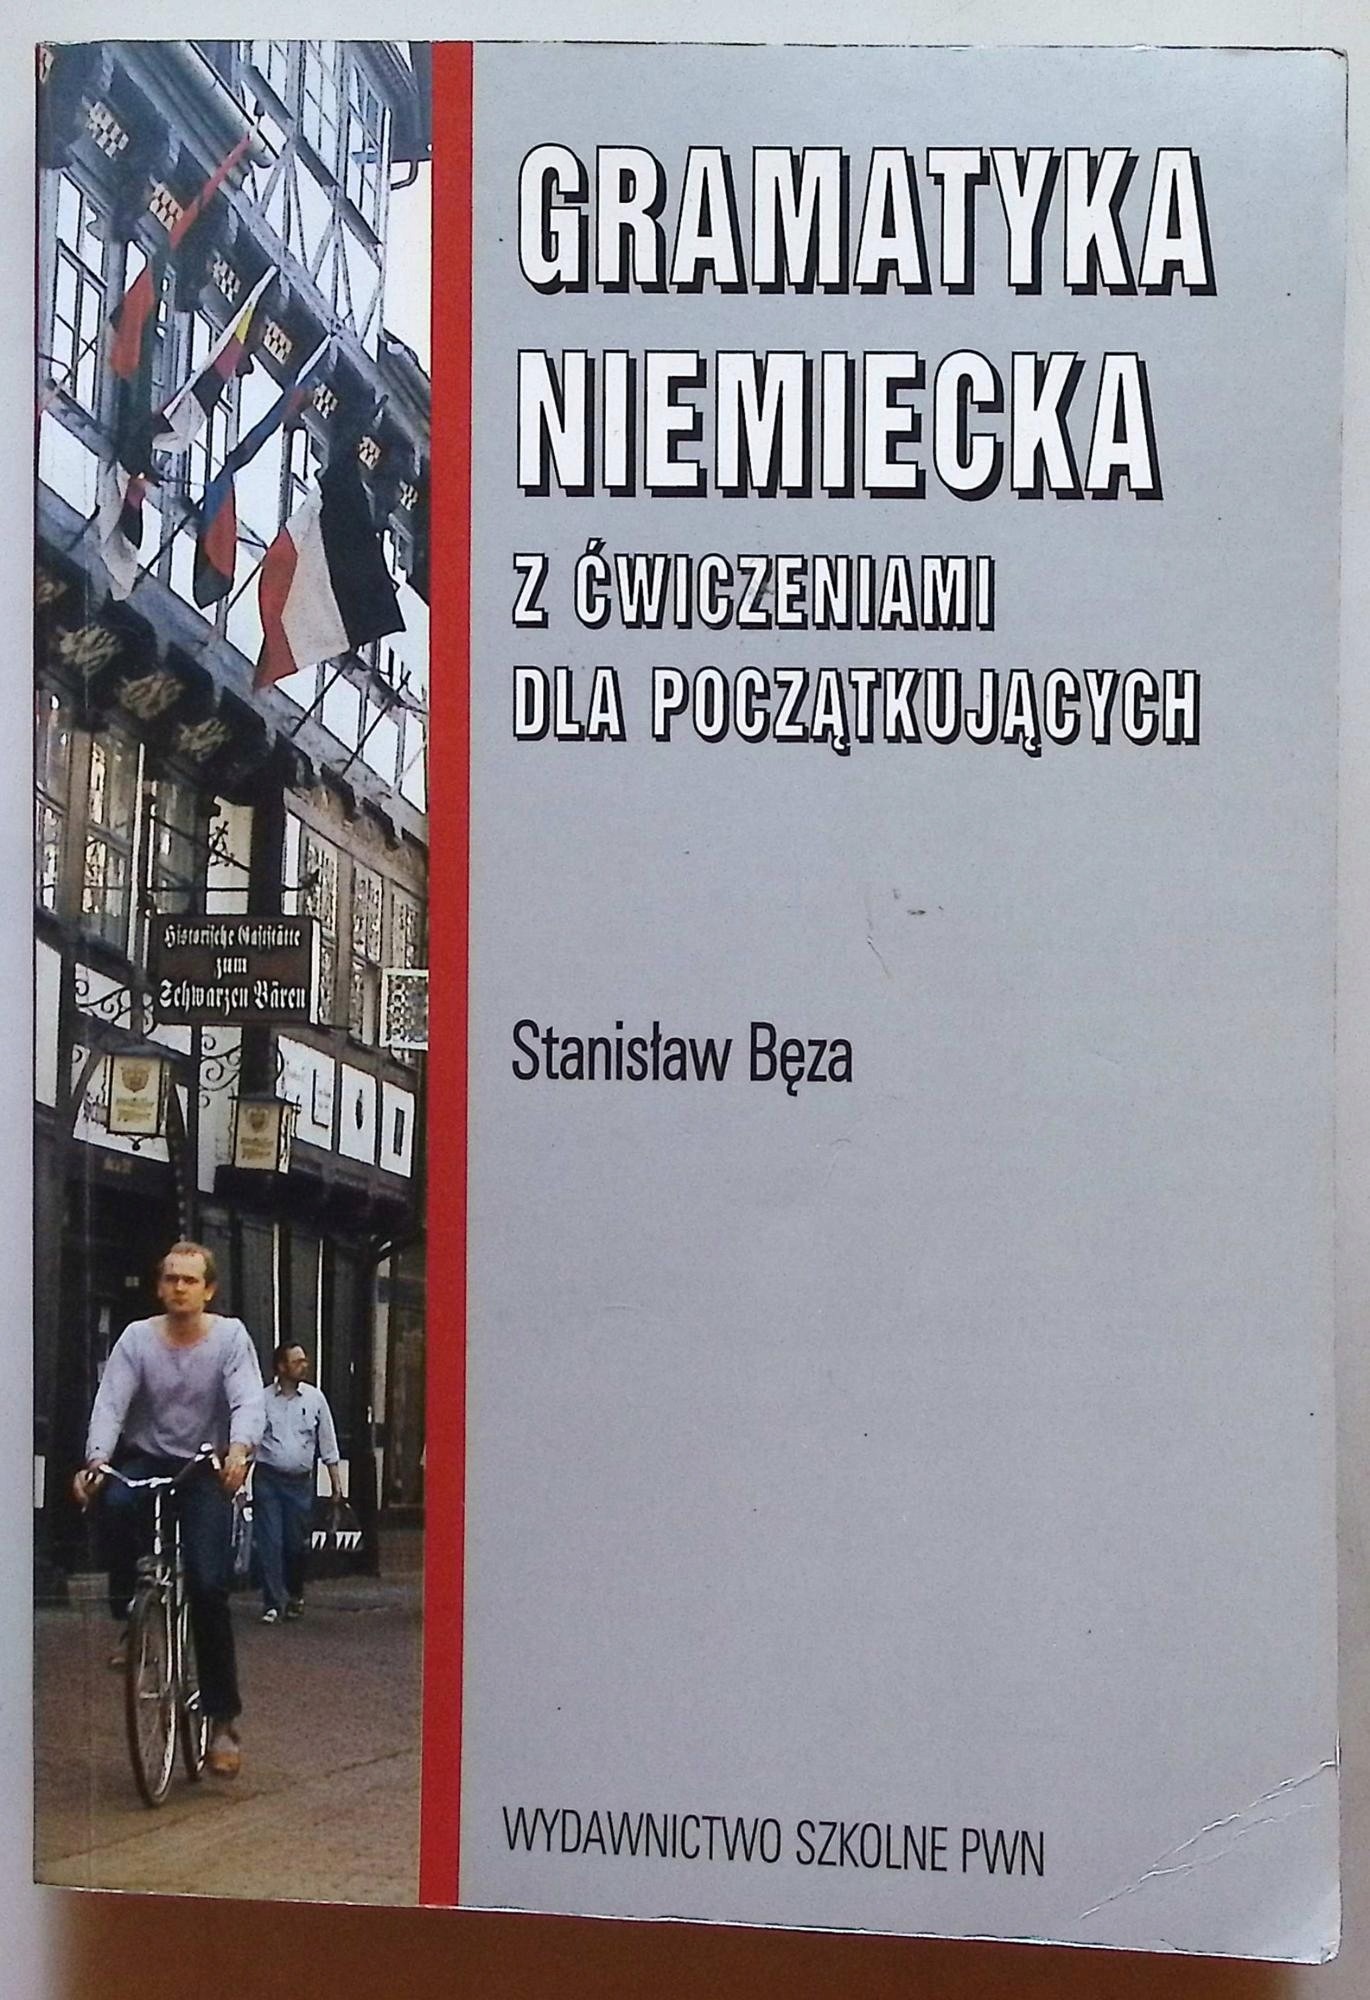 GRAMATYKA
NIEMIECKA
Z ĆWICZENIAMI
DLA POCZĄTKUJĄCYCH
Historische Gaststätte
zum
Schwarzen Bären
Stanisław Bęza
WYDAWNICTWO SZKOLNE PWN